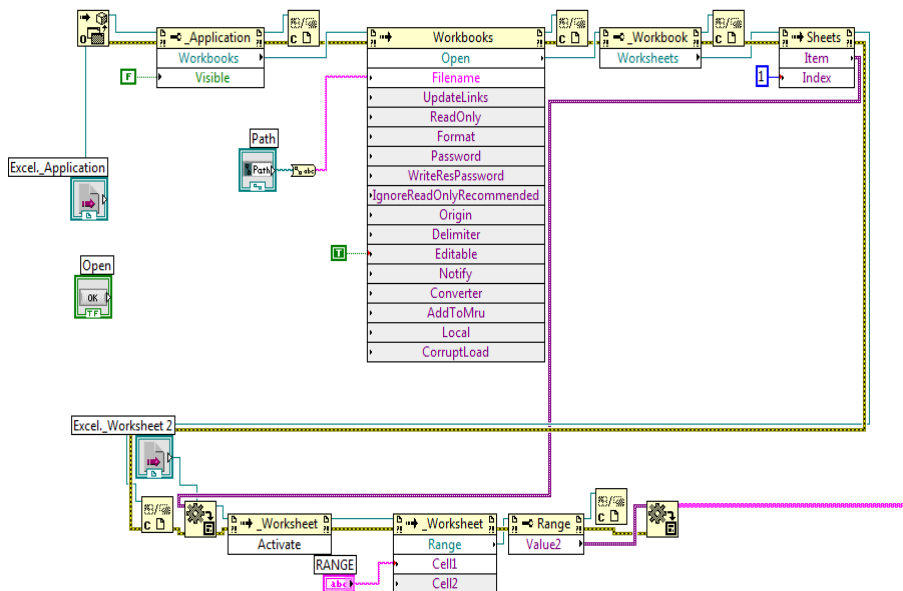 _Application
Workbooks
Visible
F
Workbooks
Open
Filename
UpdateLinks
ReadOnly
Format
Password
WriteResPassword
IgnoreReadOnlyRecommended
Origin
Delimiter
Editable
Notify
Converter
AddToMru
Local
CorruptLoad
T
_Workbook
Worksheets
Sheets
Item
Index
1
C
C
C
Path
Path
abc
Excel._Application
Open
OK
TF
Excel._Worksheet 2
C
_Worksheet
Activate
_Worksheet
Range
Cell1
Cell2
RANGE
abc
Range
Value2
C